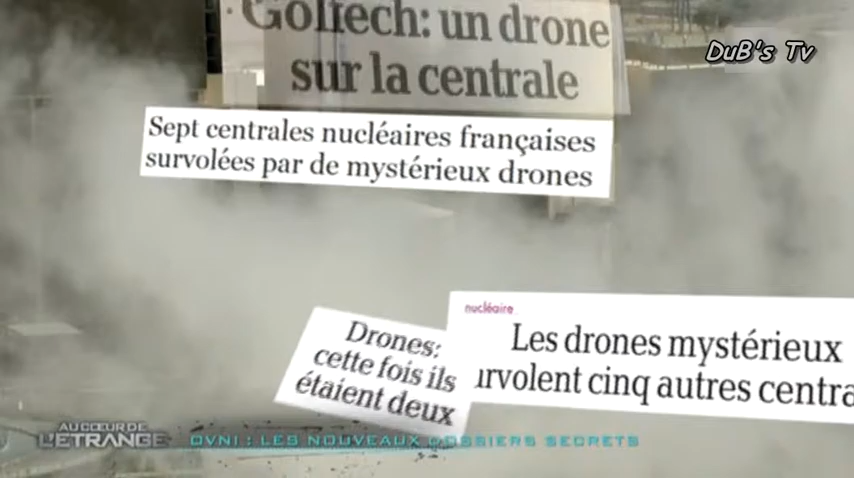 Golfech: un drone
sur la centrale
DuB's Tv
Sept centrales nucléaires françaises
survolées par de mystérieux drones
Drones:
cette fois ils
étaient deux
nucléaire
Les drones mystérieux
urvolent cinq autres centra
AU CŒUR DE
L'ETRANGE
OVNI : LES NOUVEAUX DOSSIERS SECRETS